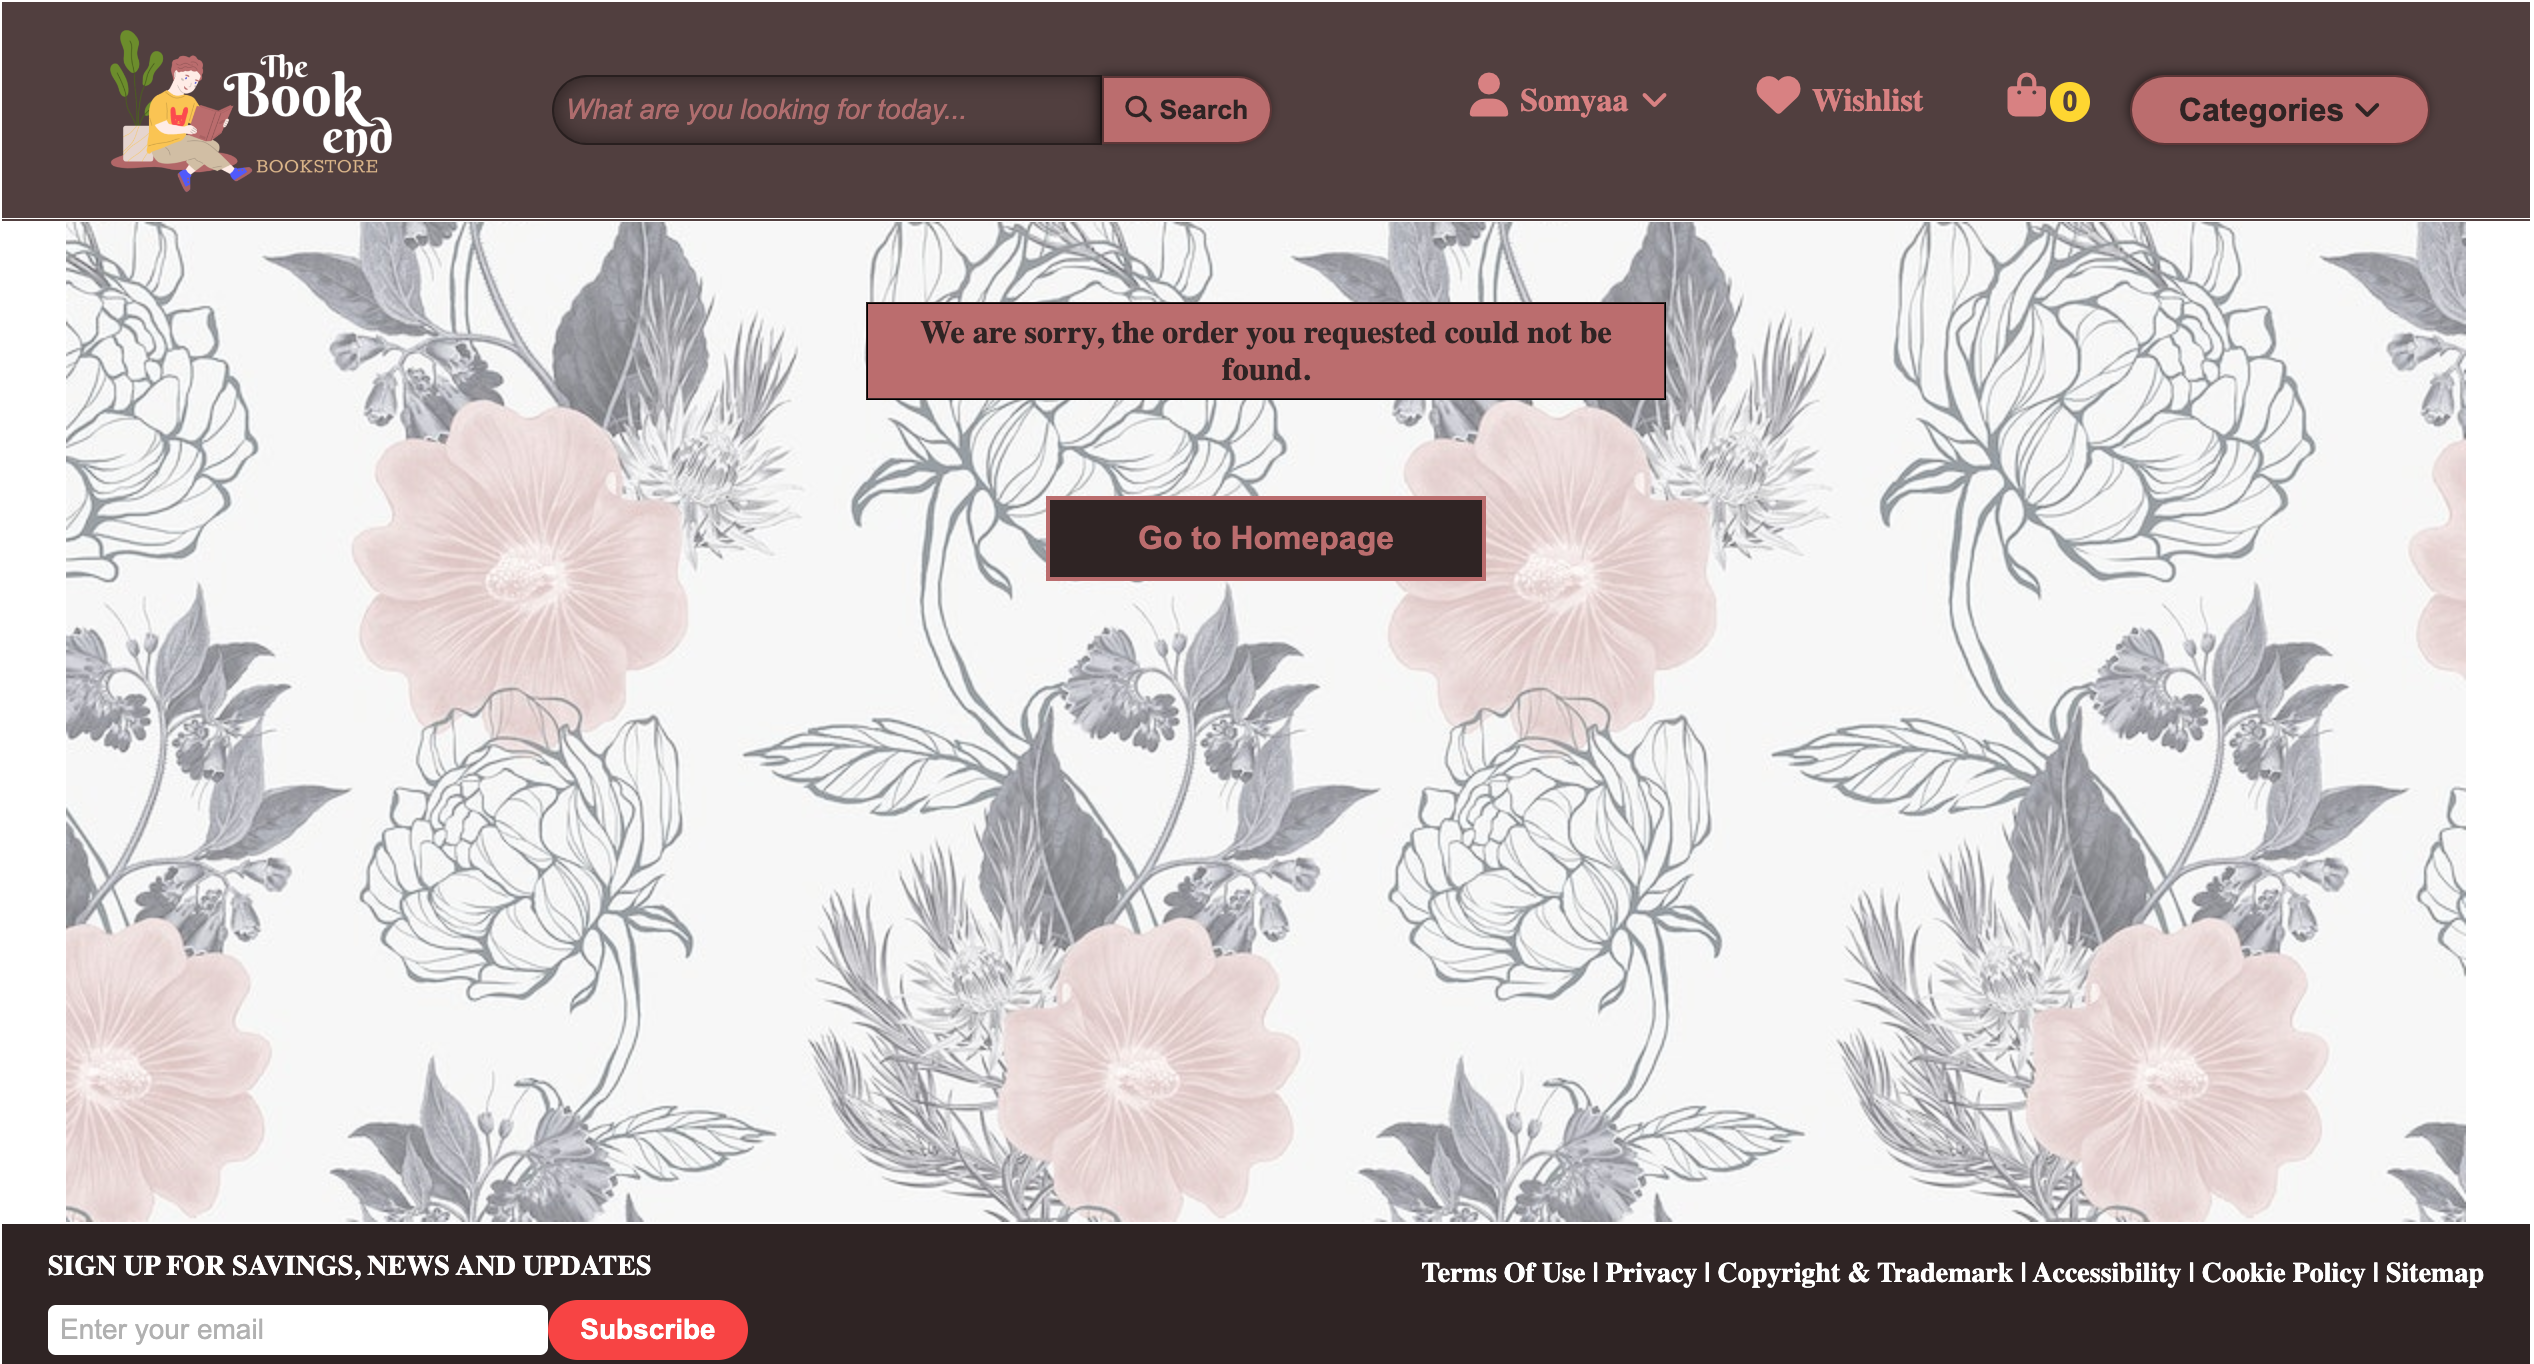 The
Book
end
BOOKSTORE
What are you looking for today...
Search
Somyaa
Wishlist
0
Categories
We are sorry, the order you requested could not be
found.
Go to Homepage
SIGN UP FOR SAVINGS, NEWS AND UPDATES
Terms Of Use | Privacy | Copyright & Trademark | Accessibility | Cookie Policy | Sitemap
Enter your email
Subscribe